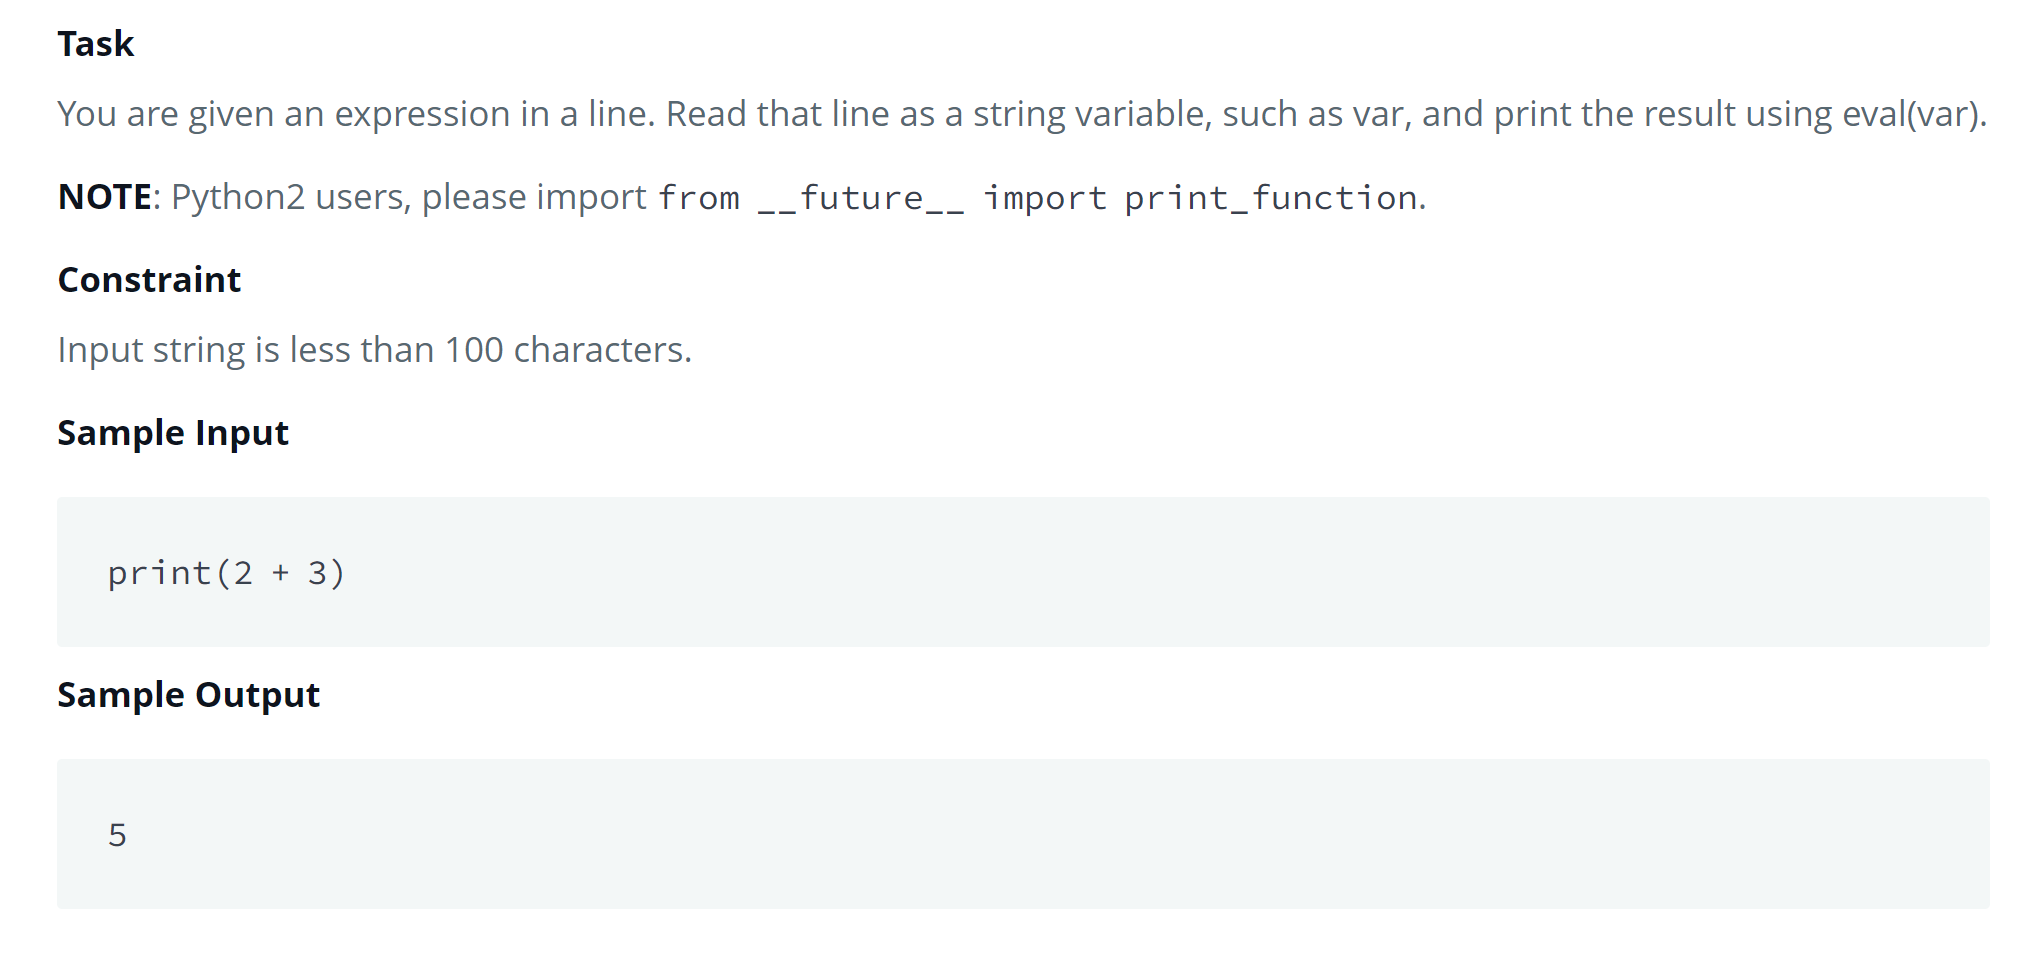 Task
You are given an expression in a line. Read that line as a string variable, such as var, and print the result using eval(var).
NOTE: Python2 users, please import from __future__ import print_function.
Constraint
Input string is less than 100 characters.
Sample Input
print(2 + 3)
Sample Output
5